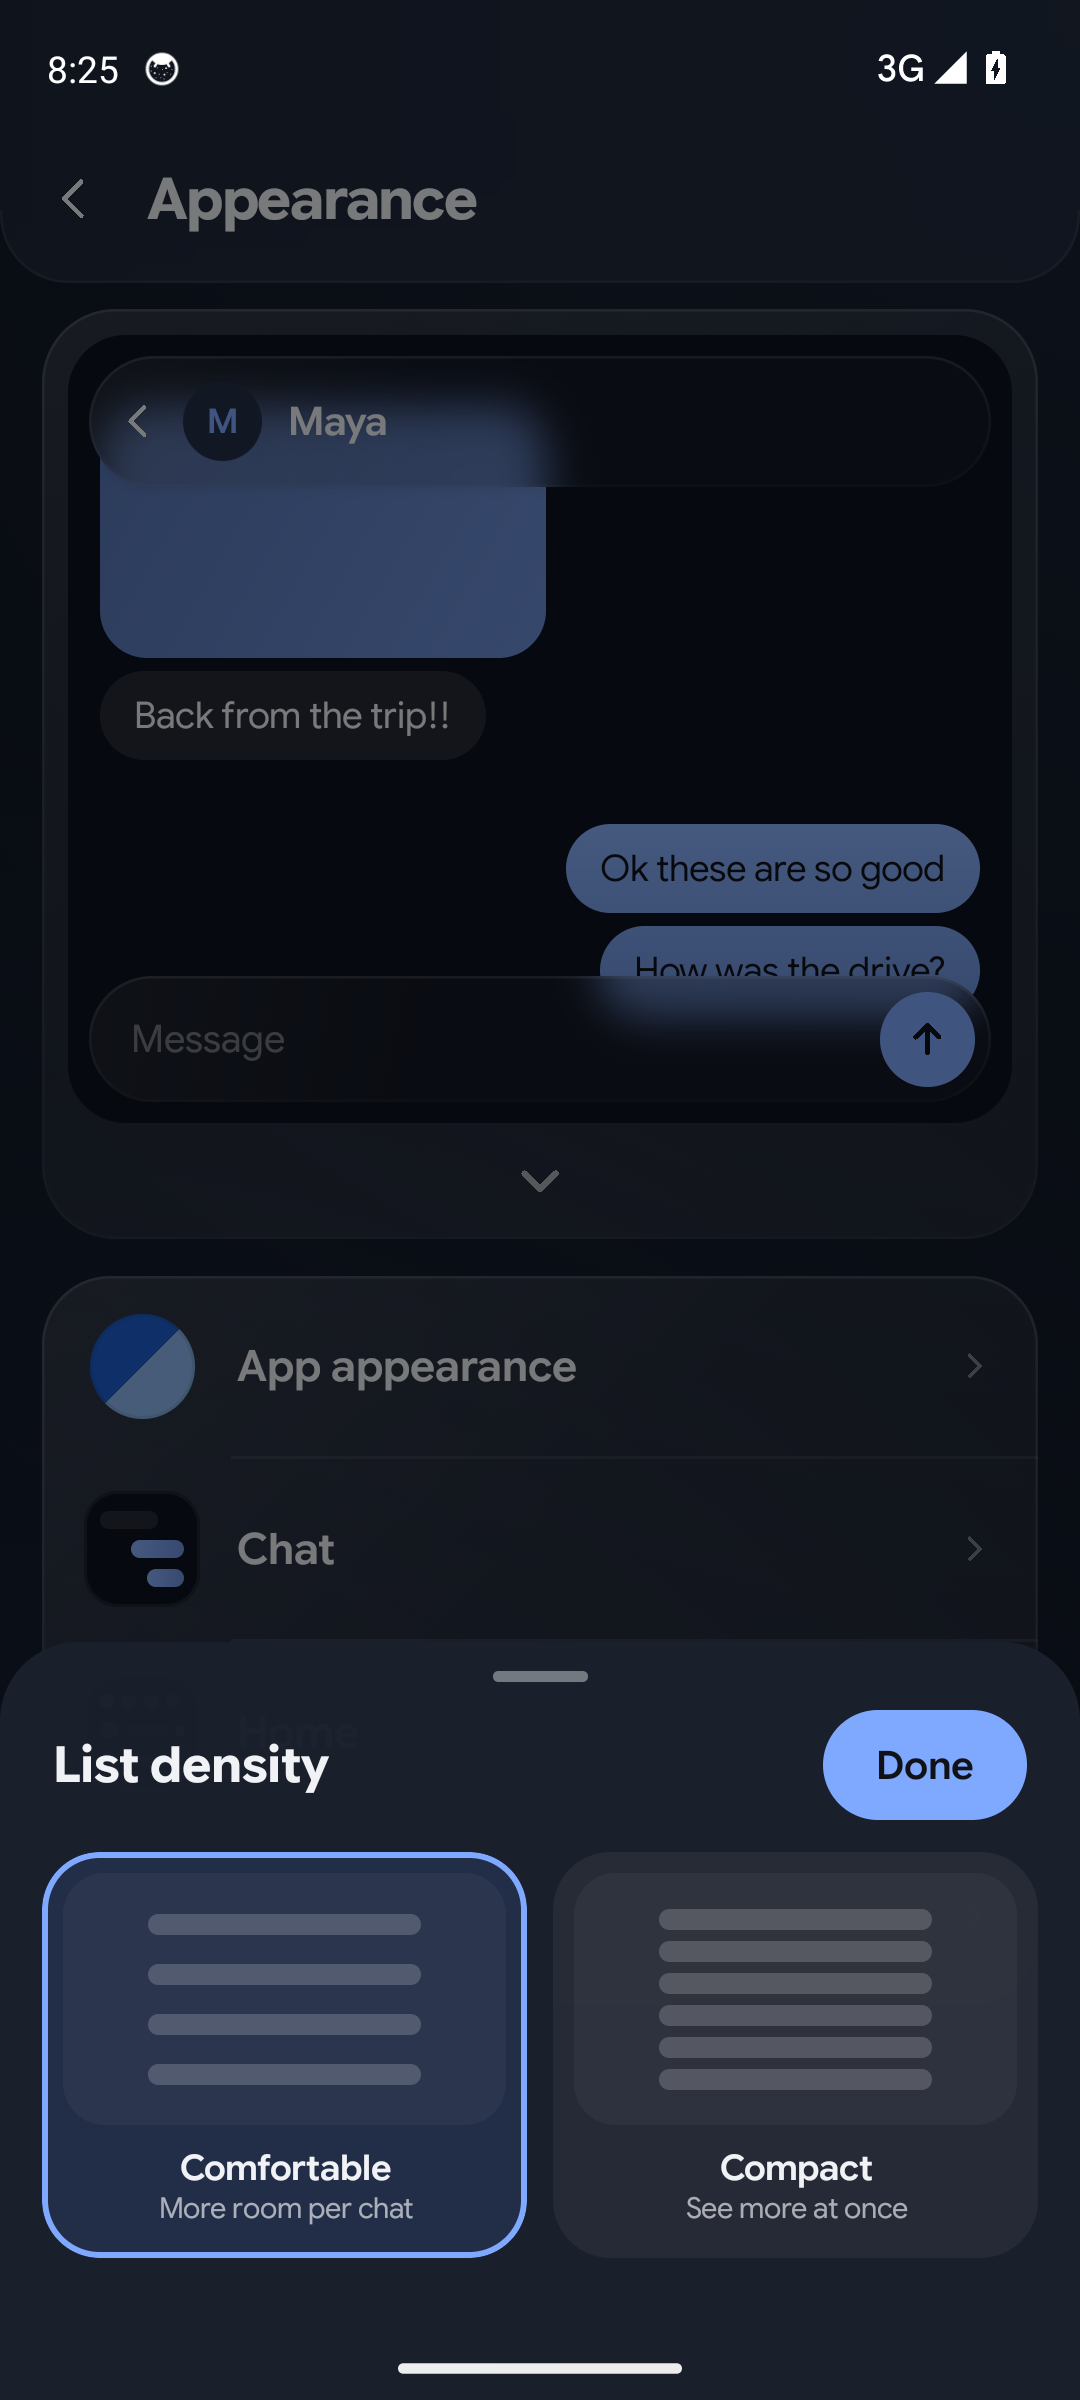 8:25
3G
Appearance
M
Maya
Back from the trip!!
Ok these are so good
How was the drive?
Message
App appearance
Chat
Home
List density
Done
Comfortable
More room per chat
Compact
See more at once